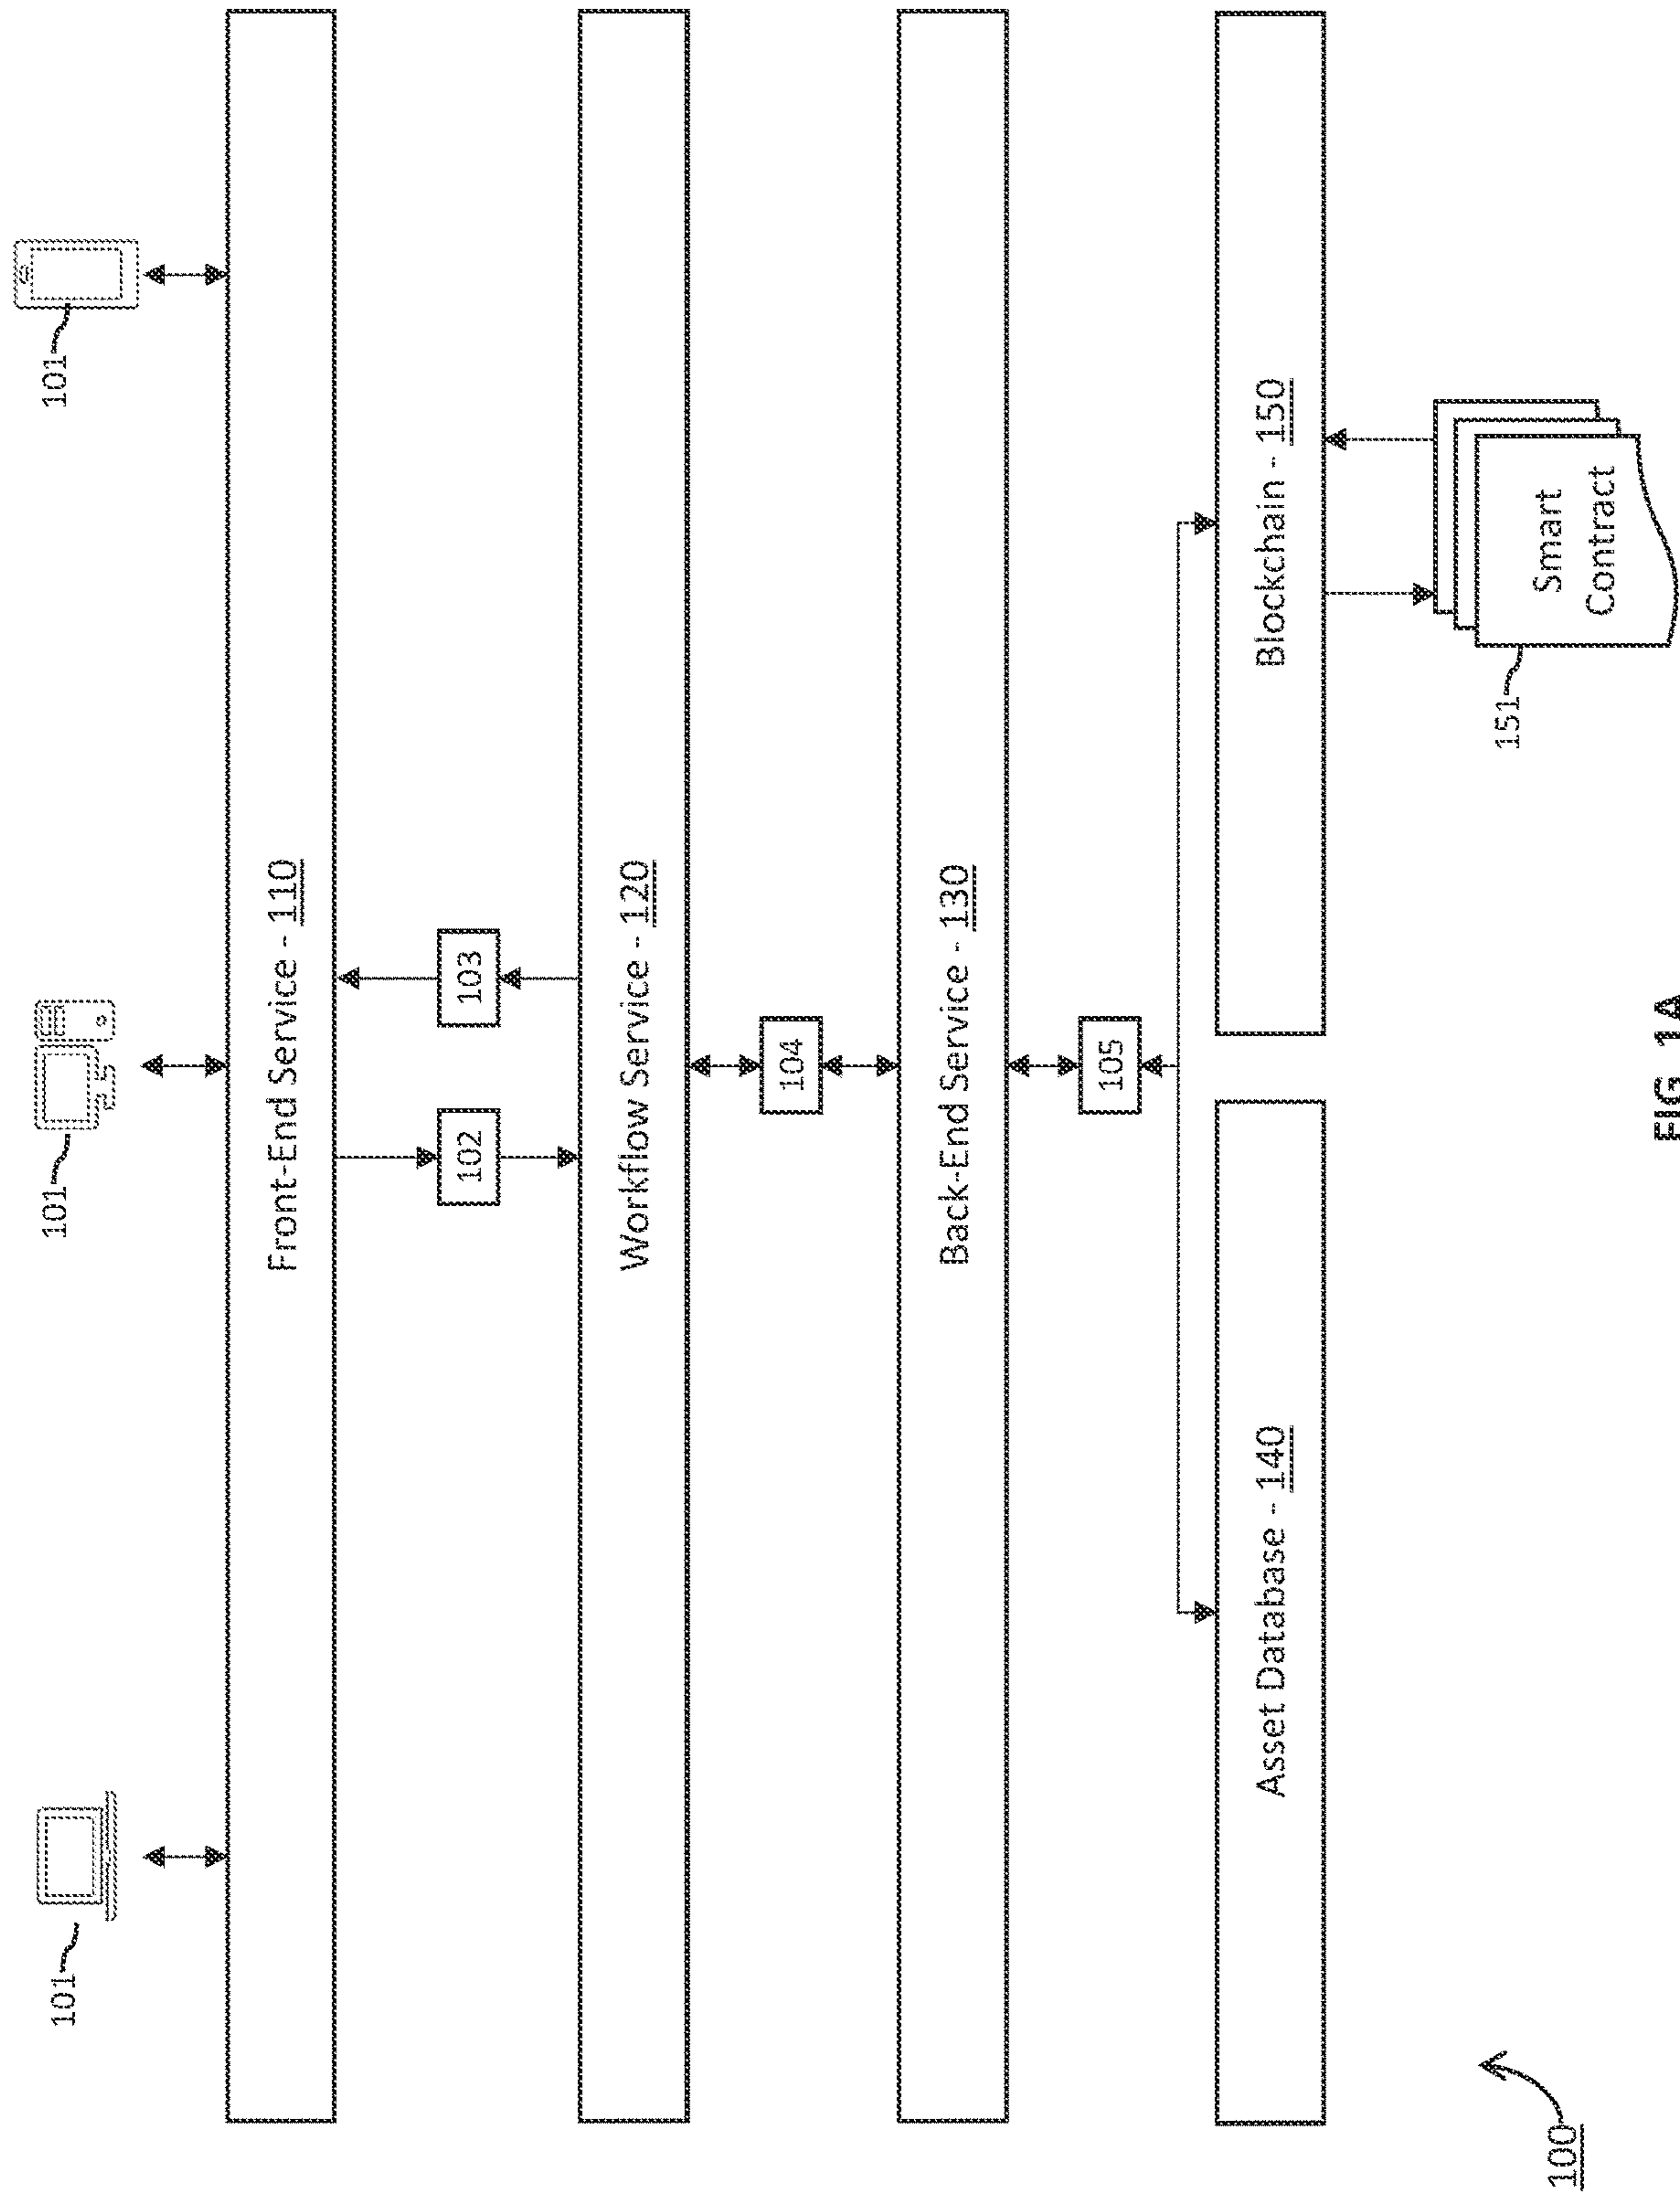 101
101
101
Front-End Service - 110
102
103
Workflow Service - 120
104
Back-End Service - 130
105
Asset Database - 140
Blockchain - 150
151
Smart
Contract
100
FIG. 1A